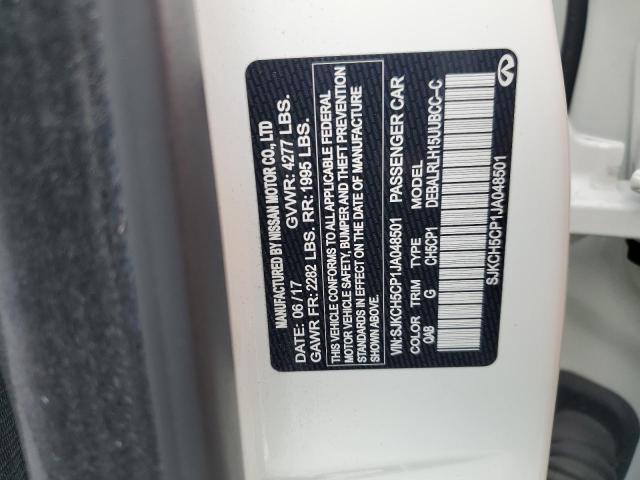 MANUFACTURED BY NISSAN MOTOR CO., LTD
DATE: 06/17 GVWR: 4277 LBS.
GAWR FR: 2282 LBS. RR: 1995 LBS.
THIS VEHICLE CONFORMS TO ALL APPLICABLE FEDERAL
MOTOR VEHICLE SAFETY, BUMPER AND THEFT PREVENTION
STANDARDS IN EFFECT ON THE DATE OF MANUFACTURE
SHOWN ABOVE.
VIN:SJKCH5CP1JA048501 PASSENGER CAR
COLOR TRIM TYPE MODEL
QAB G CH5CP1 DEBALRLH15UUBCC-C
SJKCH5CP1JA048501